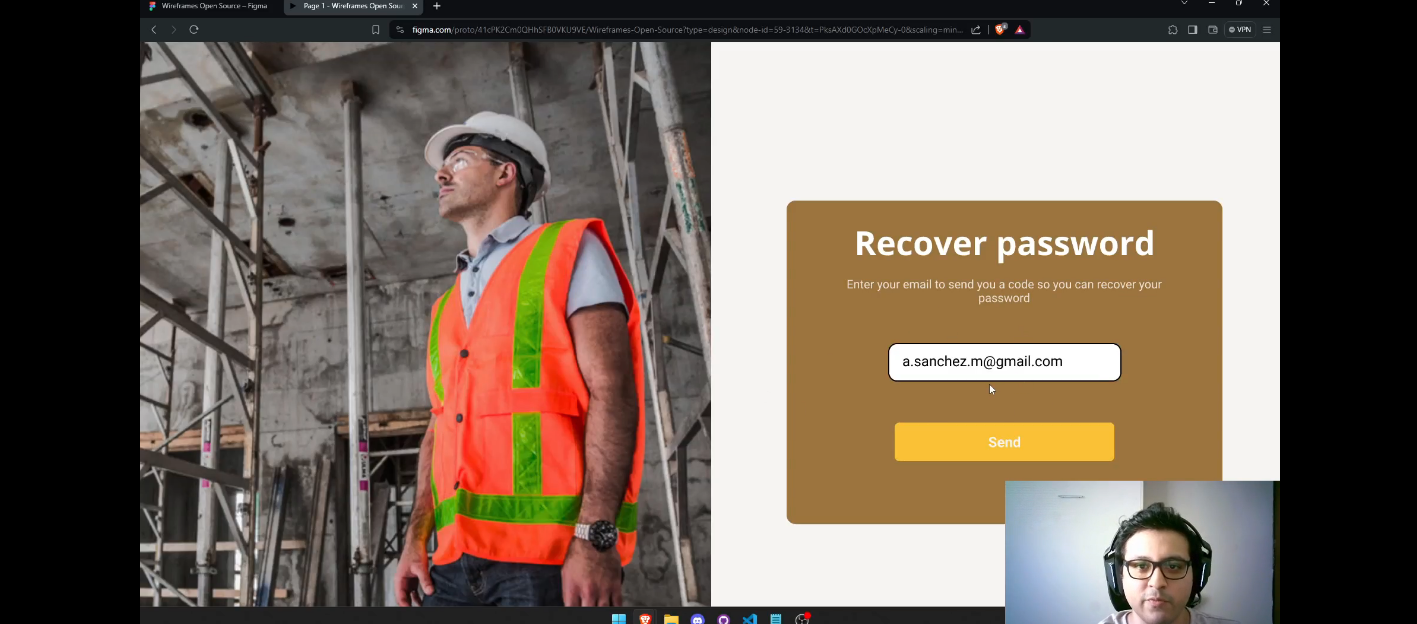 Wireframes Open Source – Figma
Page 1 - Wireframes Open Sou
figma.com/proto/41cPK2Cm0QHhSFB0VKU9VE/Wireframes-Open-Source?type=design&node-id=59-3134&t=PksAXd0GOcXpMeCy-0&scaling=min...
VPN
Recover password
Enter your email to send you a code so you can recover your
password
a.sanchez.m@gmail.com
Send